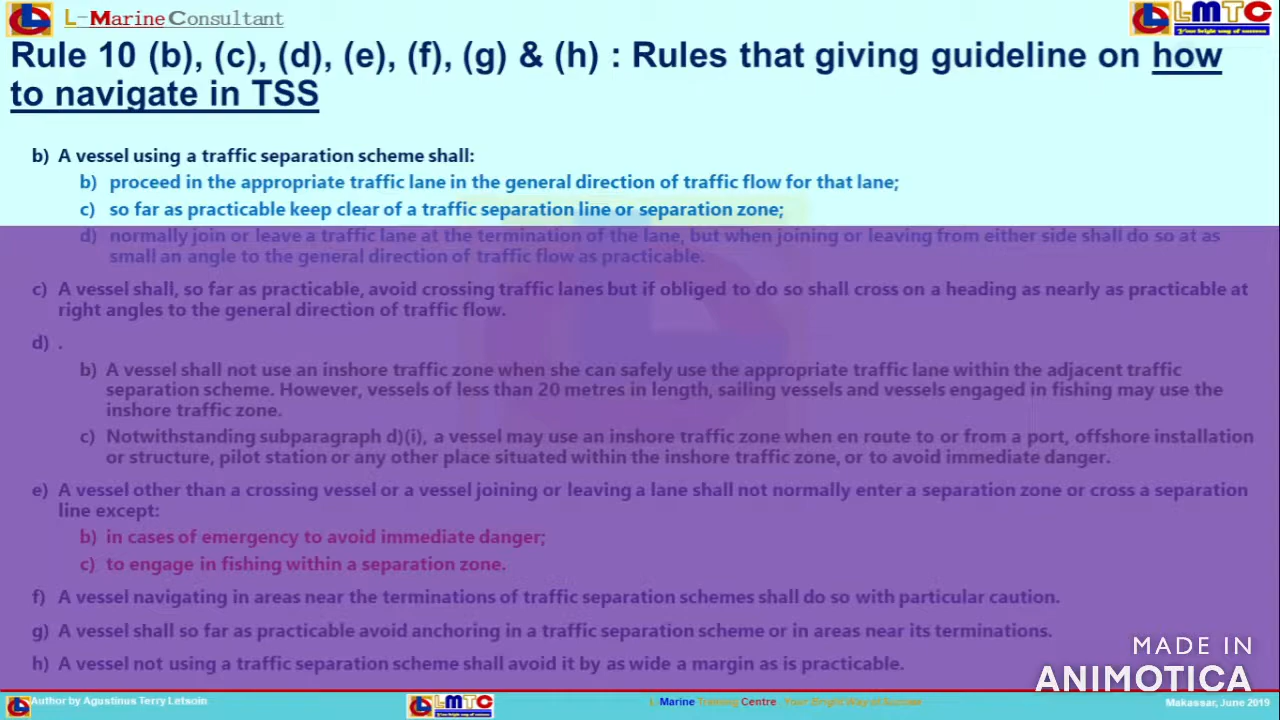 L-Marine Consultant
LMTC
Your bright way of success
Rule 10 (b), (c), (d), (e), (f), (g) & (h) : Rules that giving guideline on how
to navigate in TSS
b) A vessel using a traffic separation scheme shall:
b) proceed in the appropriate traffic lane in the general direction of traffic flow for that lane;
c) so far as practicable keep clear of a traffic separation line or separation zone;
d) normally join or leave a traffic lane at the termination of the lane, but when joining or leaving from either side shall do so at as
small an angle to the general direction of traffic flow as practicable.
c) A vessel shall, so far as practicable, avoid crossing traffic lanes but if obliged to do so shall cross on a heading as nearly as practicable at
right angles to the general direction of traffic flow.
d) .
b) A vessel shall not use an inshore traffic zone when she can safely use the appropriate traffic lane within the adjacent traffic
separation scheme. However, vessels of less than 20 metres in length, sailing vessels and vessels engaged in fishing may use the
inshore traffic zone.
c) Notwithstanding subparagraph d)(i), a vessel may use an inshore traffic zone when en route to or from a port, offshore installation
or structure, pilot station or any other place situated within the inshore traffic zone, or to avoid immediate danger.
e) A vessel other than a crossing vessel or a vessel joining or leaving a lane shall not normally enter a separation zone or cross a separation
line except:
b) in cases of emergency to avoid immediate danger;
c) to engage in fishing within a separation zone.
f) A vessel navigating in areas near the terminations of traffic separation schemes shall do so with particular caution.
g) A vessel shall so far as practicable avoid anchoring in a traffic separation scheme or in areas near its terminations.
h) A vessel not using a traffic separation scheme shall avoid it by as wide a margin as is practicable.
MADE IN
ANIMOTICA
Author by Agustinus Terry Letsoin
LMTC
L-Marine Training Centre : Your Bright Way of Success
Makassar, June 2019